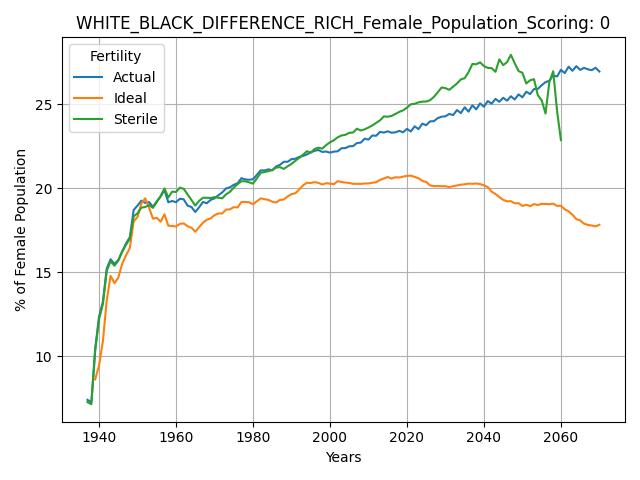 WHITE_BLACK_DIFFERENCE_RICH_Female_Population_Scoring: 0
Fertility
Actual
Ideal
Sterile
% of Female Population
25
20
15
10
1940 1960 1980 2000 2020 2040 2060
Years